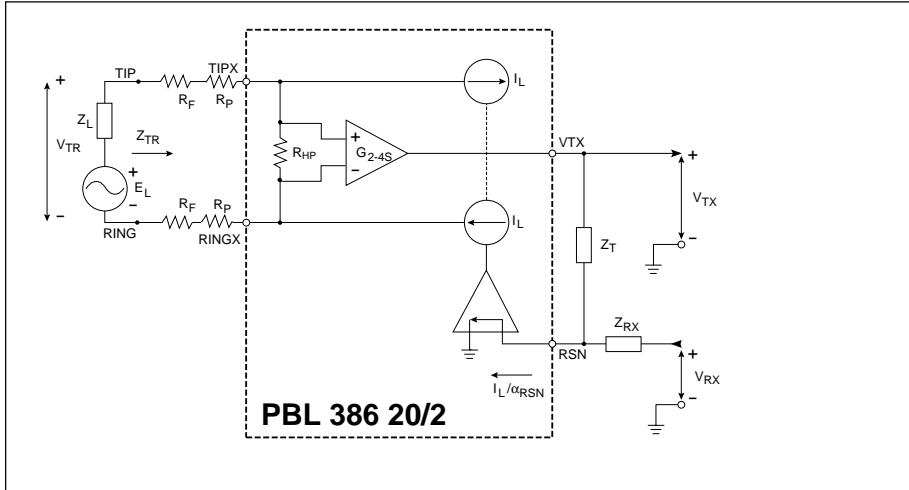 TIP
TIPX
I_L
+
R_F
R_P
Z_L
VTX
Z_TR
+
+
V_TR
R_HP
G_2-4S
−
+
V_TX
E_L
−
R_F
R_P
I_L
−
−
RING
RINGX
Z_T
Z_RX
RSN
+
I_L/α_RSN
V_RX
−
PBL 386 20/2